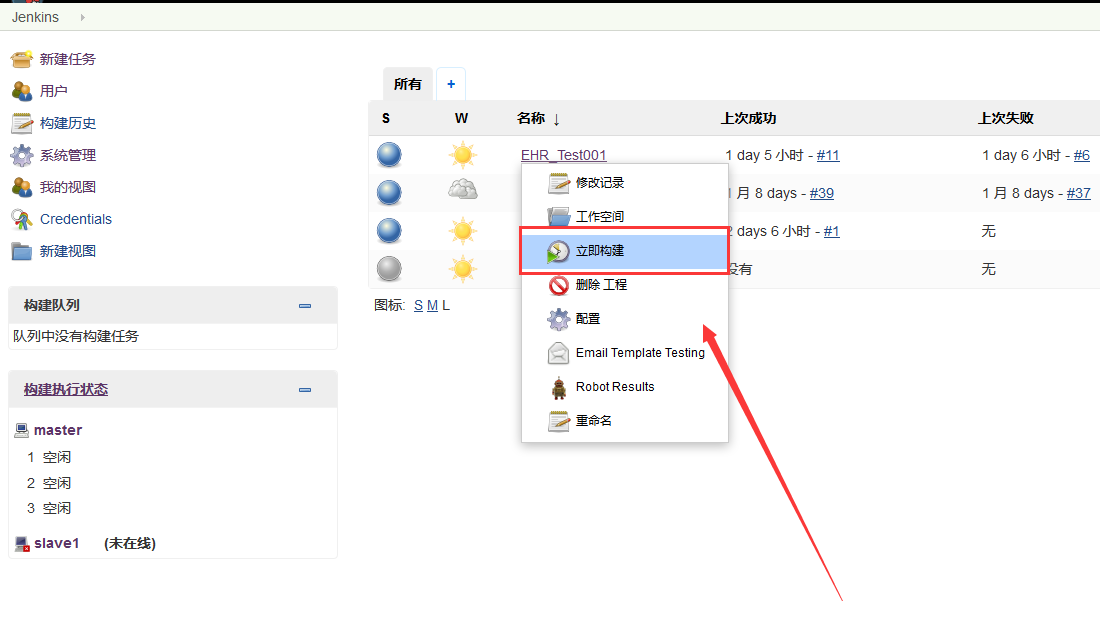 Jenkins
新建任务
用户
构建历史
系统管理
我的视图
Credentials
新建视图
构建队列
队列中没有构建任务
构建执行状态
master
1 空闲
2 空闲
3 空闲
slave1 (未在线)
所有 +
S W 名称 ↓ 上次成功 上次失败
EHR_Test001 1 day 5 小时 - #11 1 day 6 小时 - #6
月 8 days - #39 1 月 8 days - #37
days 6 小时 - #1 无
没有 无
修改记录
工作空间
立即构建
删除 工程
配置
Email Template Testing
Robot Results
重命名
图标: S M L